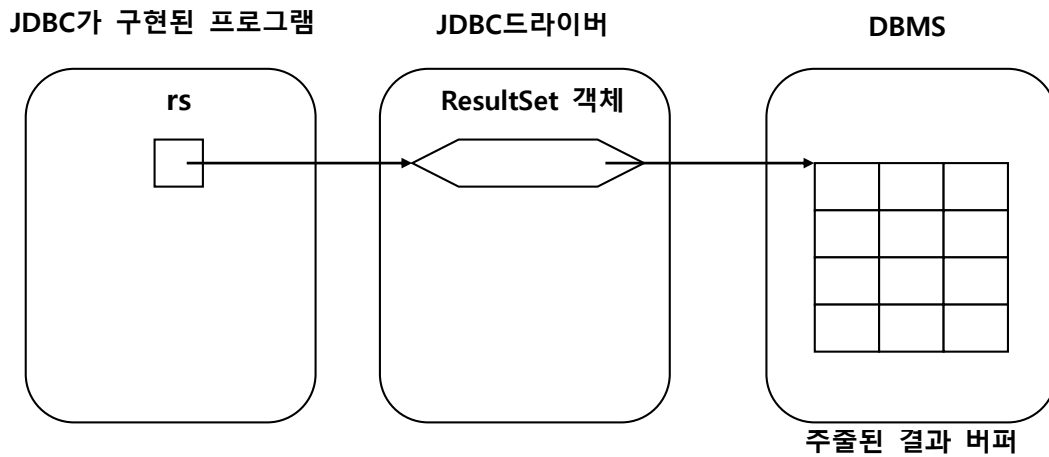 JDBC가 구현된 프로그램
JDBC드라이버
DBMS
rs
ResultSet 객체
주줄된 결과 버퍼